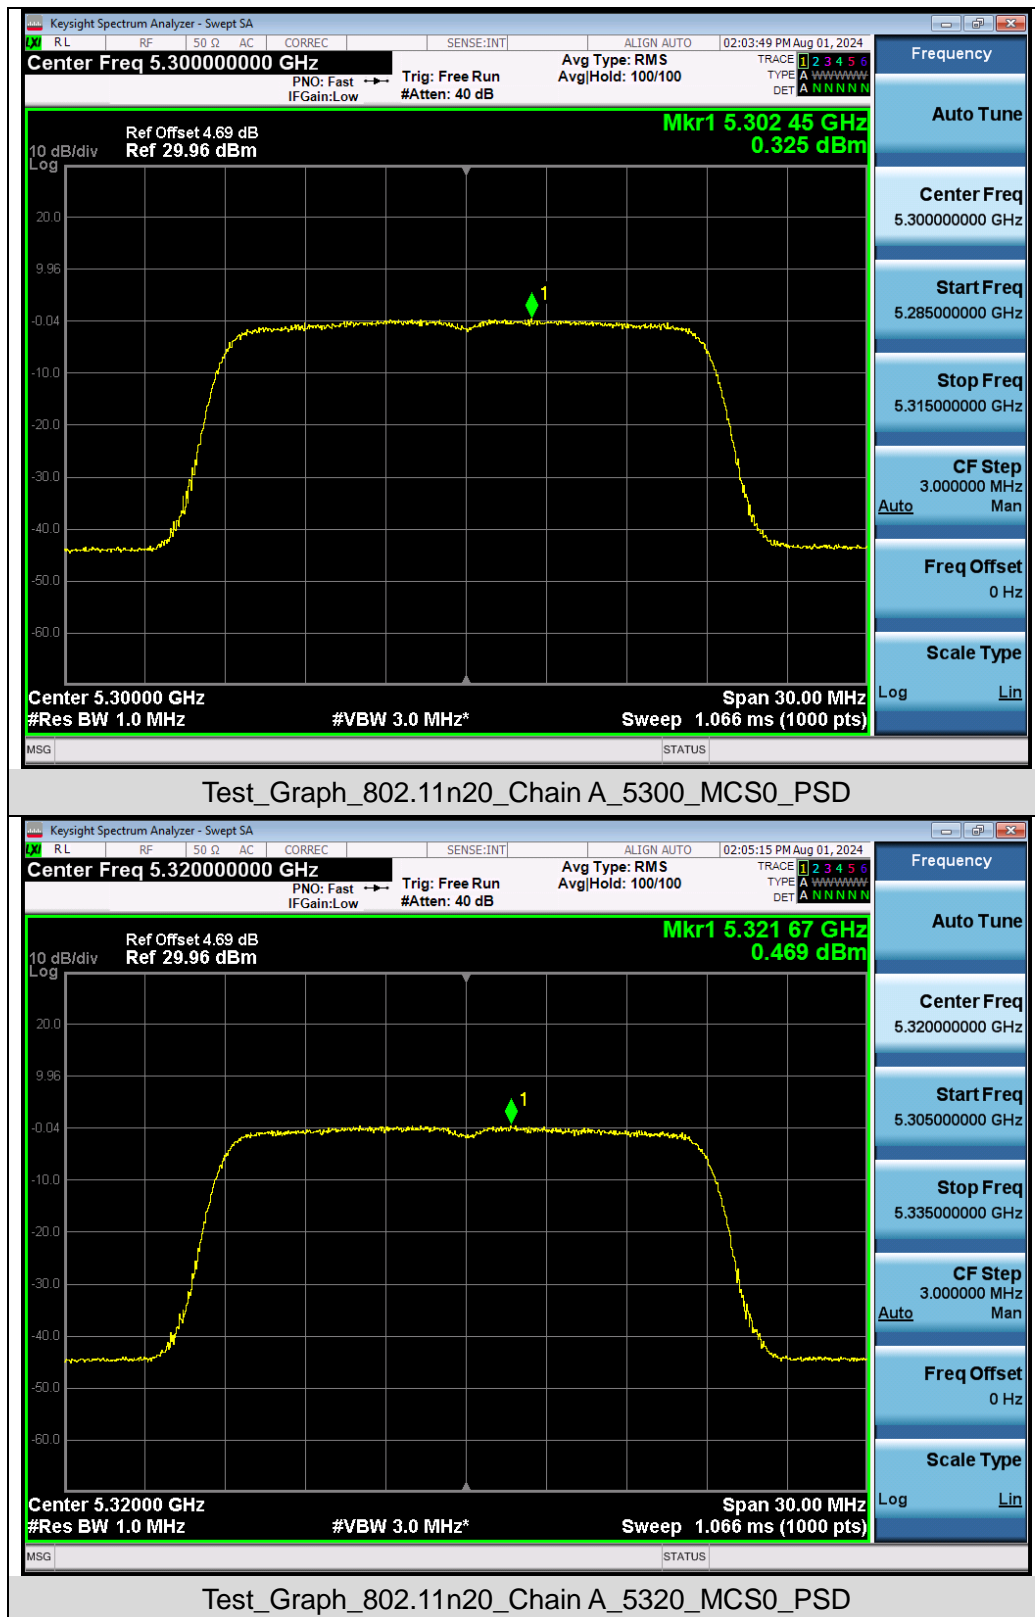 Keysight Spectrum Analyzer - Swept SA
LXI RL RF 50 Ω AC CORREC SENSE:INT ALIGN AUTO 02:03:49 PM Aug 01, 2024
Center Freq 5.300000000 GHz
PNO: Fast
IFGain:Low
Trig: Free Run
#Atten: 40 dB
Avg Type: RMS
Avg|Hold: 100/100
TRACE 1 2 3 4 5 6
TYPE A WWWWW
DET A N N N N N
Mkr1 5.302 45 GHz
0.325 dBm
Ref Offset 4.69 dB
10 dB/div Ref 29.96 dBm
Log
20.0
9.96
1
-0.04
-10.0
-20.0
-30.0
-40.0
-50.0
-60.0
Center 5.30000 GHz Span 30.00 MHz
#Res BW 1.0 MHz #VBW 3.0 MHz* Sweep 1.066 ms (1000 pts)
MSG STATUS
Frequency
Auto Tune
Center Freq
5.300000000 GHz
Start Freq
5.285000000 GHz
Stop Freq
5.315000000 GHz
CF Step
3.000000 MHz
Auto Man
Freq Offset
0 Hz
Scale Type
Log Lin
Test_Graph_802.11n20_Chain A_5300_MCS0_PSD
Keysight Spectrum Analyzer - Swept SA
LXI RL RF 50 Ω AC CORREC SENSE:INT ALIGN AUTO 02:05:15 PM Aug 01, 2024
Center Freq 5.320000000 GHz
PNO: Fast
IFGain:Low
Trig: Free Run
#Atten: 40 dB
Avg Type: RMS
Avg|Hold: 100/100
TRACE 1 2 3 4 5 6
TYPE A WWWWW
DET A N N N N N
Mkr1 5.321 67 GHz
0.469 dBm
Ref Offset 4.69 dB
10 dB/div Ref 29.96 dBm
Log
20.0
9.96
1
-0.04
-10.0
-20.0
-30.0
-40.0
-50.0
-60.0
Center 5.32000 GHz Span 30.00 MHz
#Res BW 1.0 MHz #VBW 3.0 MHz* Sweep 1.066 ms (1000 pts)
MSG STATUS
Frequency
Auto Tune
Center Freq
5.320000000 GHz
Start Freq
5.305000000 GHz
Stop Freq
5.335000000 GHz
CF Step
3.000000 MHz
Auto Man
Freq Offset
0 Hz
Scale Type
Log Lin
Test_Graph_802.11n20_Chain A_5320_MCS0_PSD